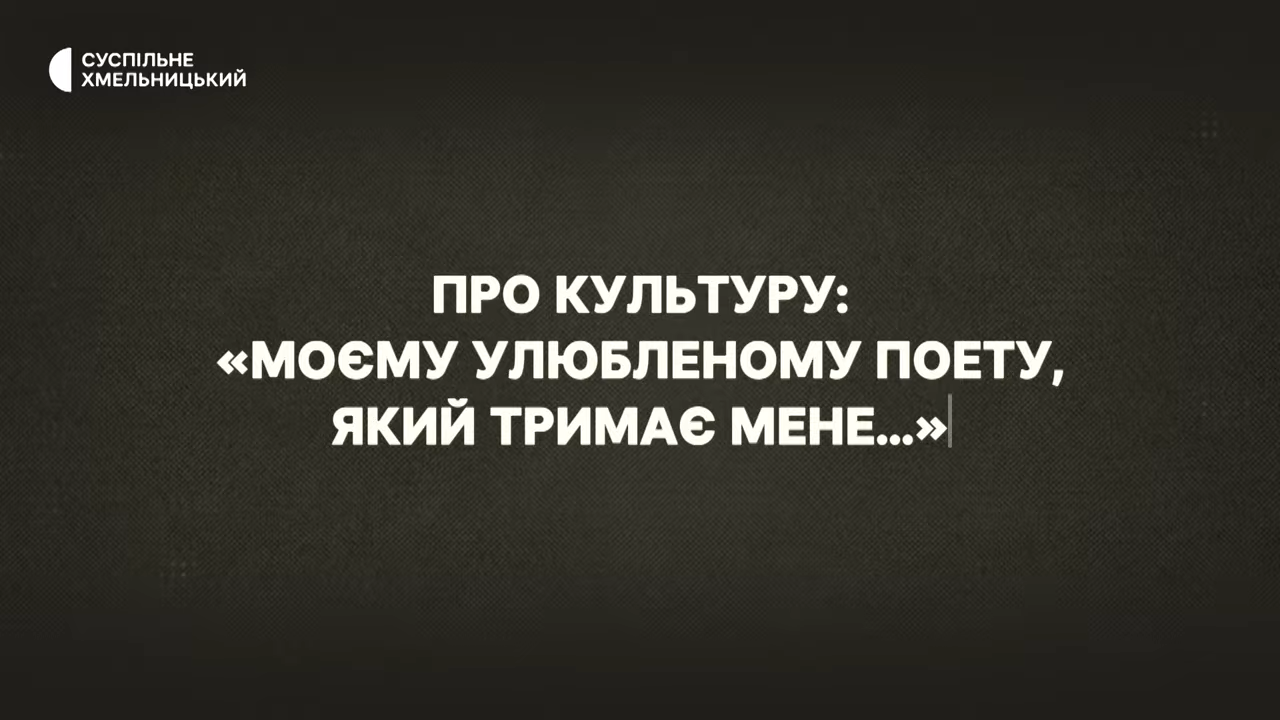 СУСПІЛЬНЕ
ХМЕЛЬНИЦЬКИЙ
ПРО КУЛЬТУРУ:
«МОЄМУ УЛЮБЛЕНОМУ ПОЕТУ,
ЯКИЙ ТРИМАЄ МЕНЕ...»